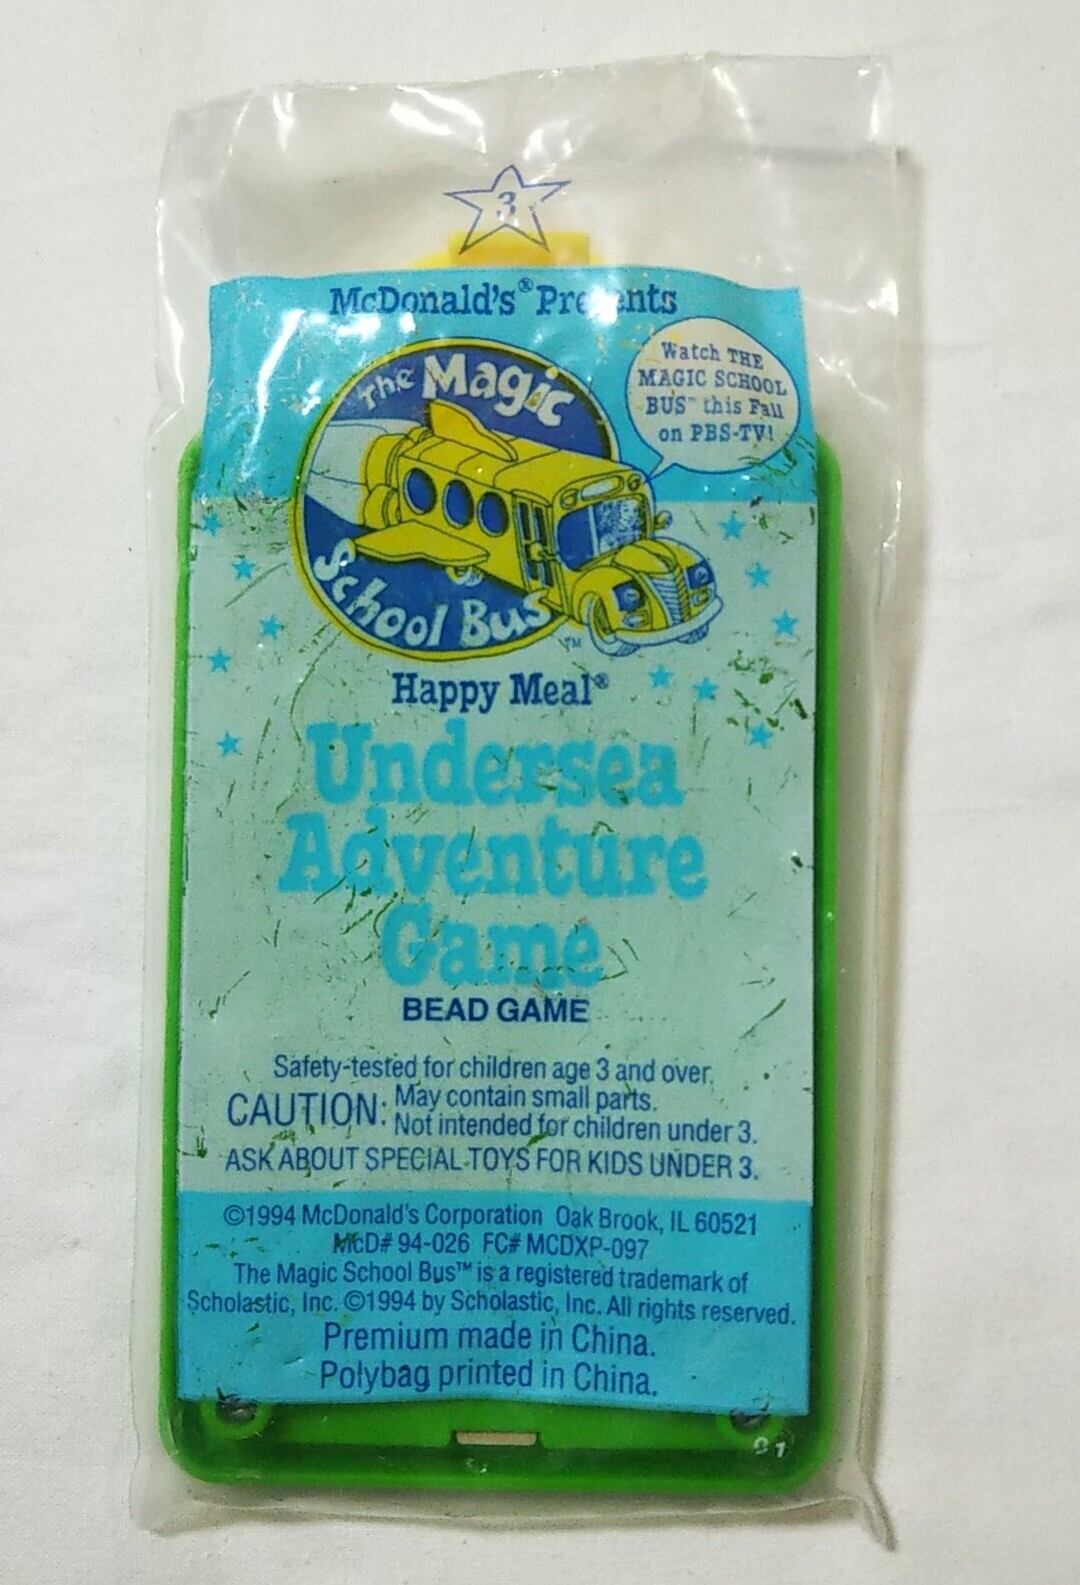 3
McDonald's® Presents
The Magic
School Bus™
Watch THE
MAGIC SCHOOL
BUS™ this Fall
on PBS-TV!
Happy Meal®
Undersea
Adventure
Game
BEAD GAME
Safety-tested for children age 3 and over.
CAUTION: May contain small parts.
Not intended for children under 3.
ASK ABOUT SPECIAL TOYS FOR KIDS UNDER 3.
©1994 McDonald's Corporation Oak Brook, IL 60521
McD# 94-026 FC# MCDXP-097
The Magic School Bus™ is a registered trademark of
Scholastic, Inc. ©1994 by Scholastic, Inc. All rights reserved.
Premium made in China.
Polybag printed in China.